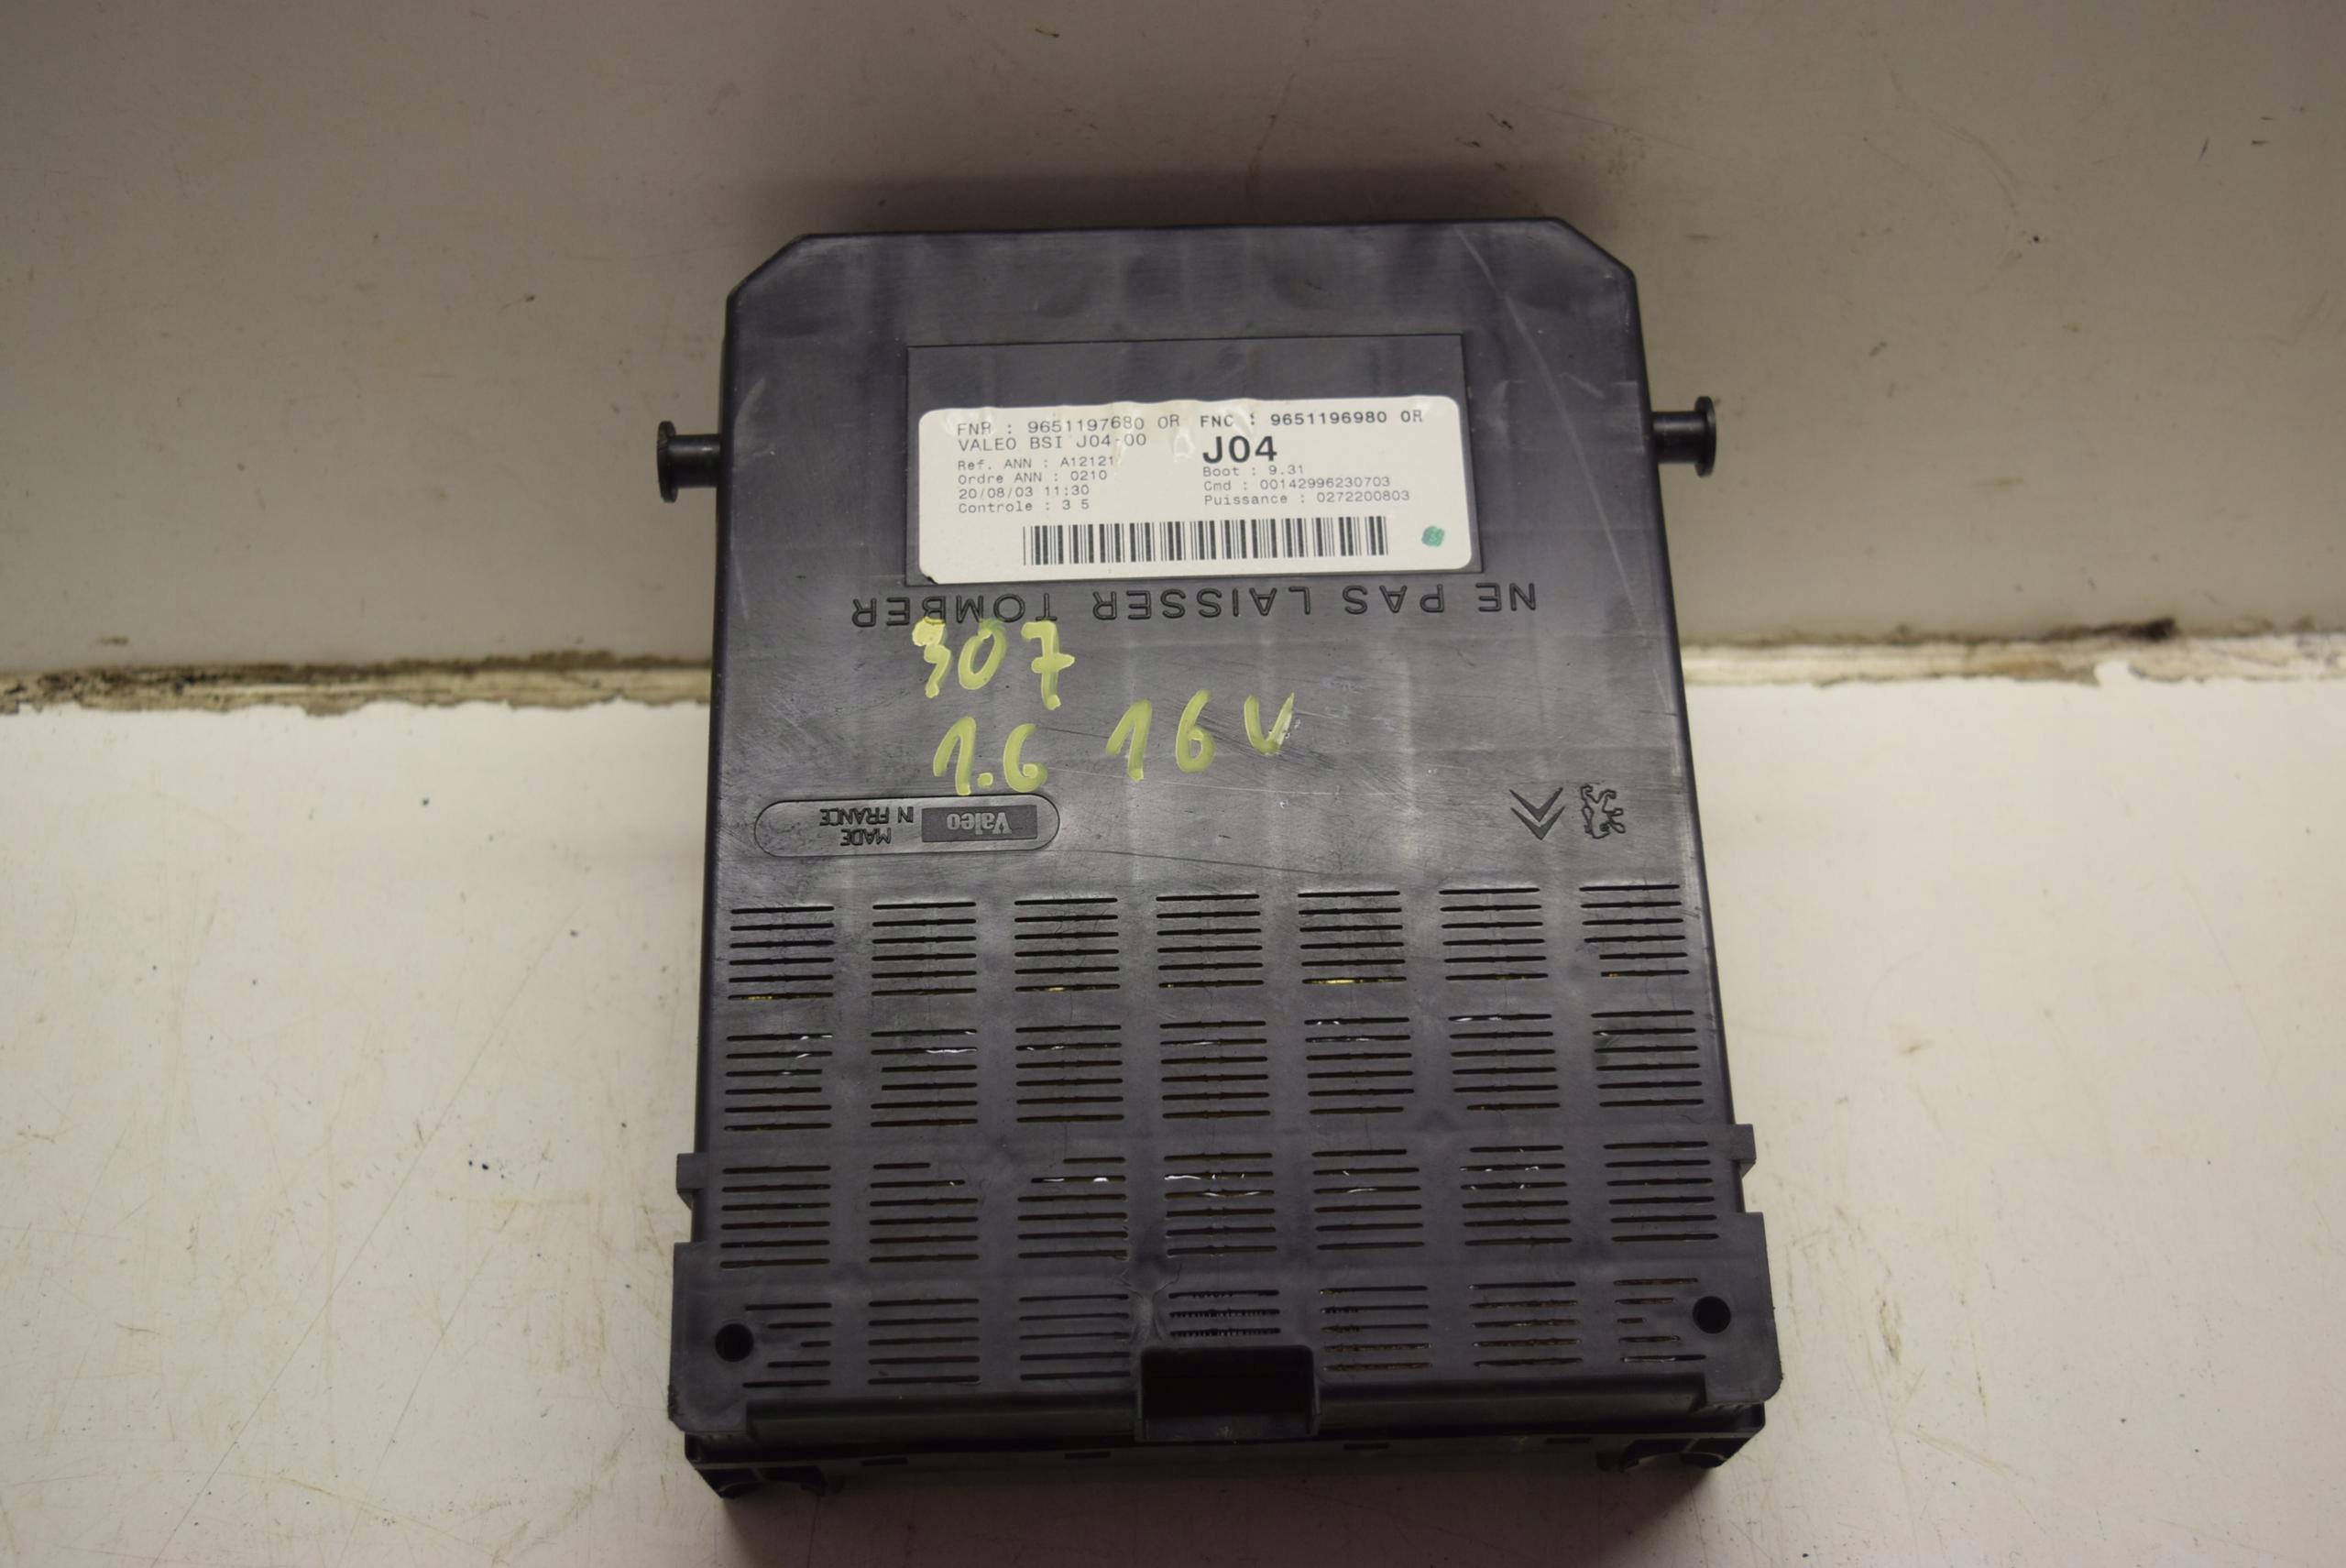 FNR : 9651197680 OR FNC : 9651196980 OR
VALEO BSI J04-00
J04
Ref. ANN : A12121
Boot : 9.31
Ordre ANN : 0210
Cmd : 00142996230703
20/08/03 11:30
Puissance : 0272200803
Controle : 3 5
NE PAS LAISSER TOMBER
307
1.6 16V
Valeo
MADE
IN FRANCE